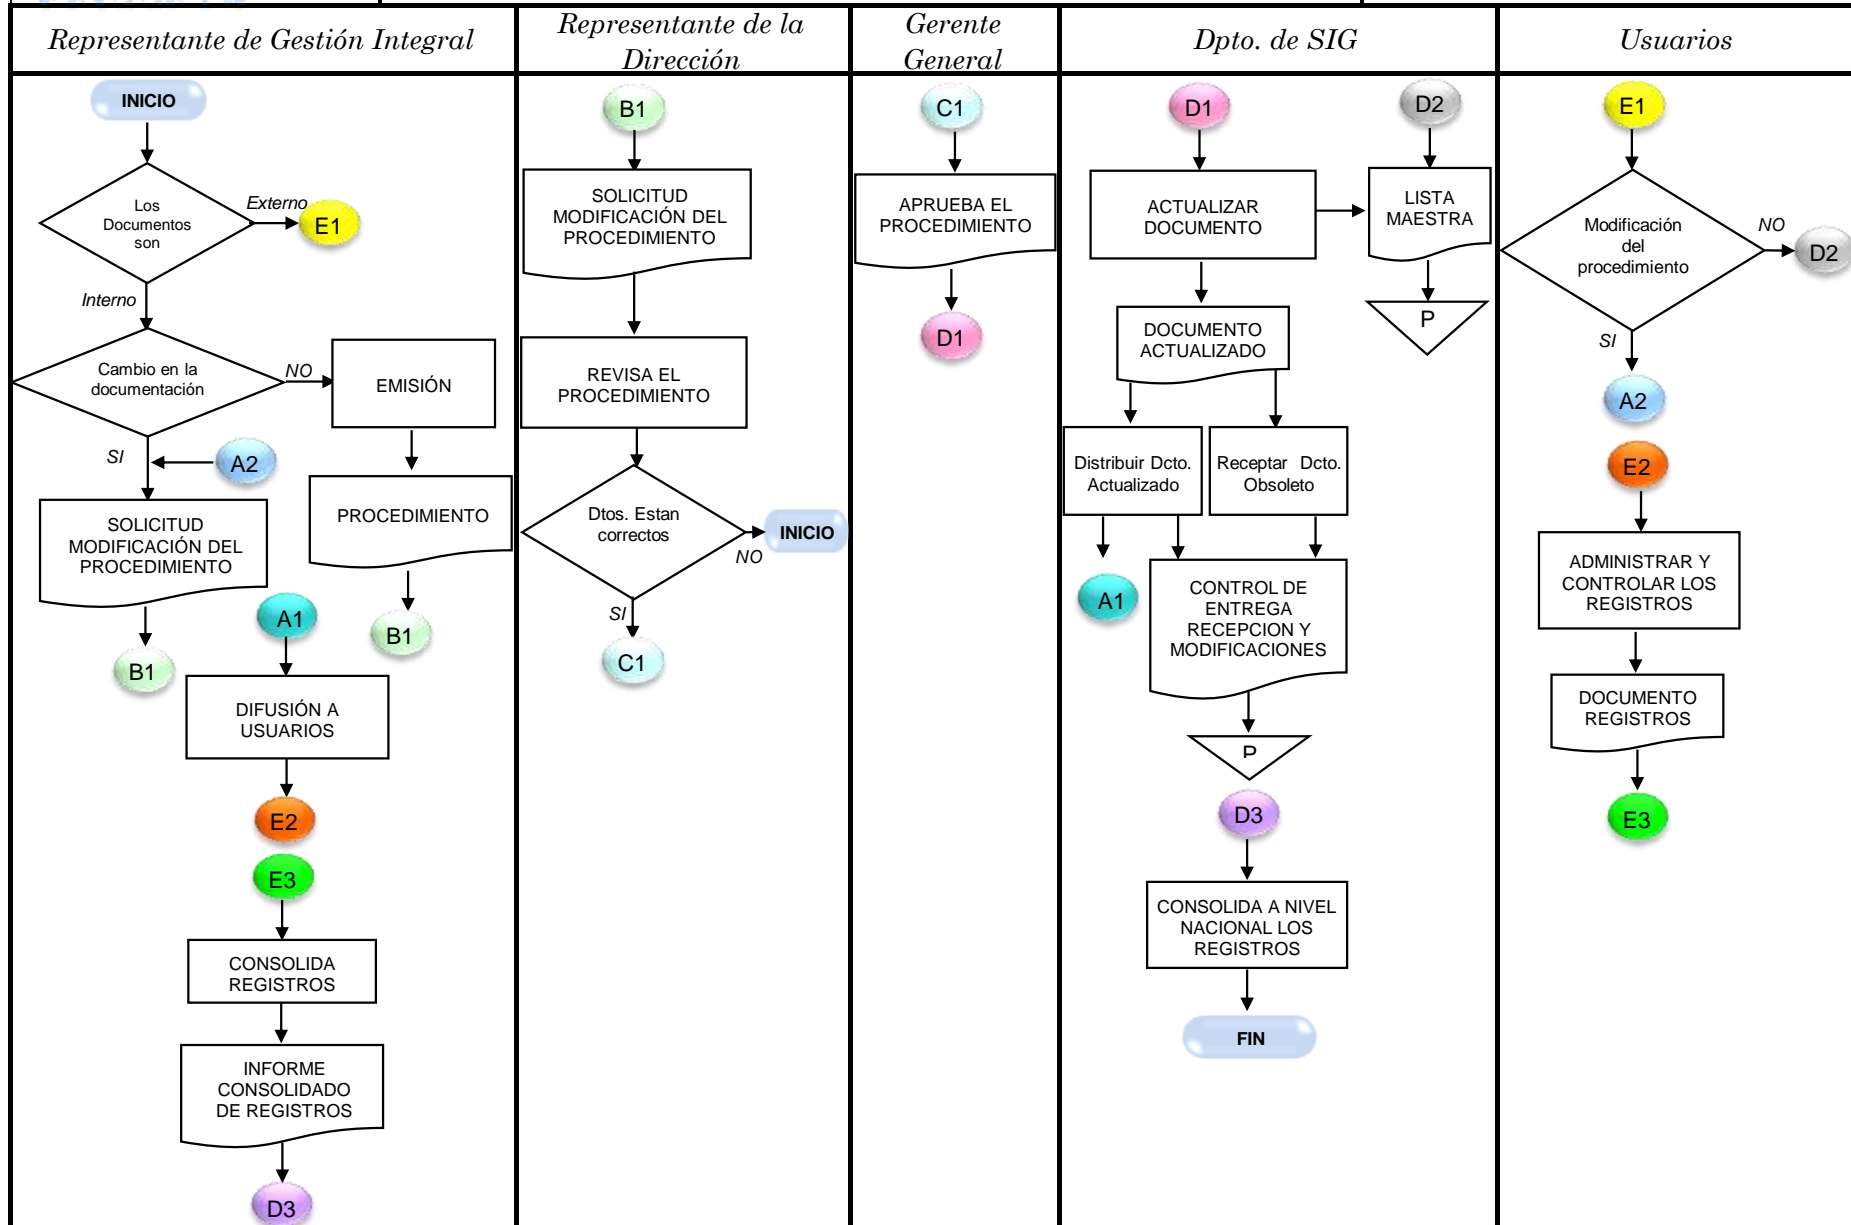 Representante de Gestión Integral
Representante de la
Dirección
Gerente
General
Dpto. de SIG
Usuarios
INICIO
Los
Documentos
son
Externo
E1
Interno
Cambio en la
documentación
NO
EMISIÓN
SI
A2
PROCEDIMIENTO
SOLICITUD
MODIFICACIÓN DEL
PROCEDIMIENTO
A1
B1
B1
DIFUSIÓN A
USUARIOS
E2
E3
CONSOLIDA
REGISTROS
INFORME
CONSOLIDADO
DE REGISTROS
D3
B1
SOLICITUD
MODIFICACIÓN DEL
PROCEDIMIENTO
REVISA EL
PROCEDIMIENTO
Dtos. Estan
correctos
INICIO
NO
SI
C1
C1
APRUEBA EL
PROCEDIMIENTO
D1
D1
D2
ACTUALIZAR
DOCUMENTO
LISTA
MAESTRA
P
DOCUMENTO
ACTUALIZADO
Distribuir Dcto.
Actualizado
Receptar Dcto.
Obsoleto
A1
CONTROL DE
ENTREGA
RECEPCION Y
MODIFICACIONES
P
D3
CONSOLIDA A NIVEL
NACIONAL LOS
REGISTROS
FIN
E1
Modificación
del
procedimiento
NO
D2
SI
A2
E2
ADMINISTRAR Y
CONTROLAR LOS
REGISTROS
DOCUMENTO
REGISTROS
E3